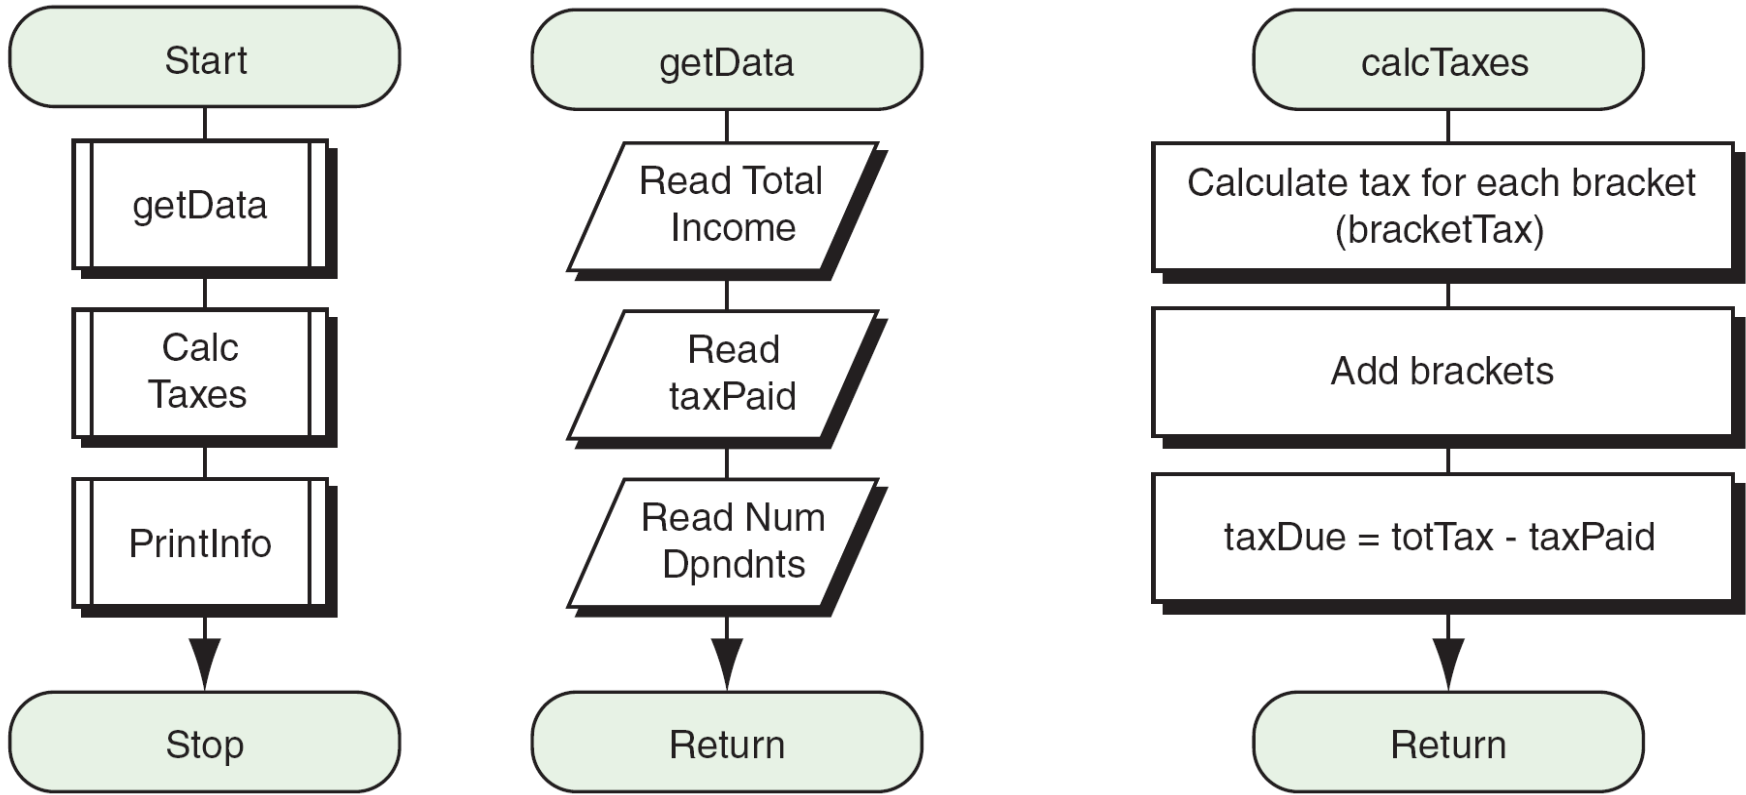 Start
getData
Calc
Taxes
PrintInfo
Stop
getData
Read Total
Income
Read
taxPaid
Read Num
Dpndnts
Return
calcTaxes
Calculate tax for each bracket
(bracketTax)
Add brackets
taxDue = totTax - taxPaid
Return